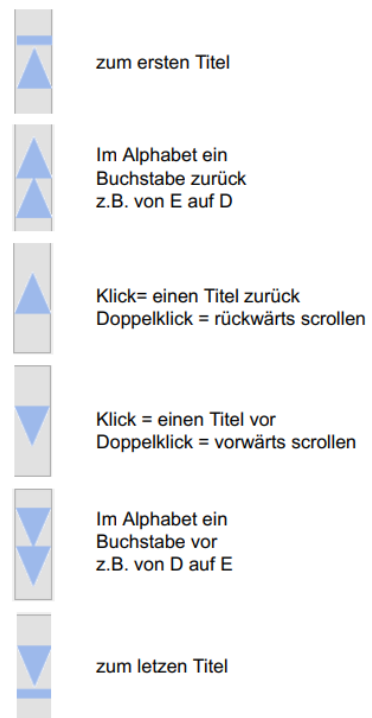 zum ersten Titel
Im Alphabet ein
Buchstabe zurück
z.B. von E auf D
Klick= einen Titel zurück
Doppelklick = rückwärts scrollen
Klick = einen Titel vor
Doppelklick = vorwärts scrollen
Im Alphabet ein
Buchstabe vor
z.B. von D auf E
zum letzen Titel